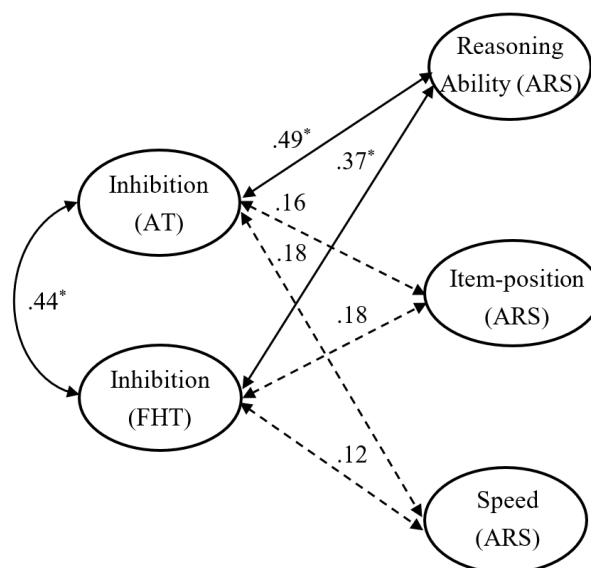 Reasoning
Ability (ARS)
.49*
.37*
Inhibition
(AT)
.16
.18
Item-position
(ARS)
.44*
.18
Inhibition
(FHT)
.12
Speed
(ARS)